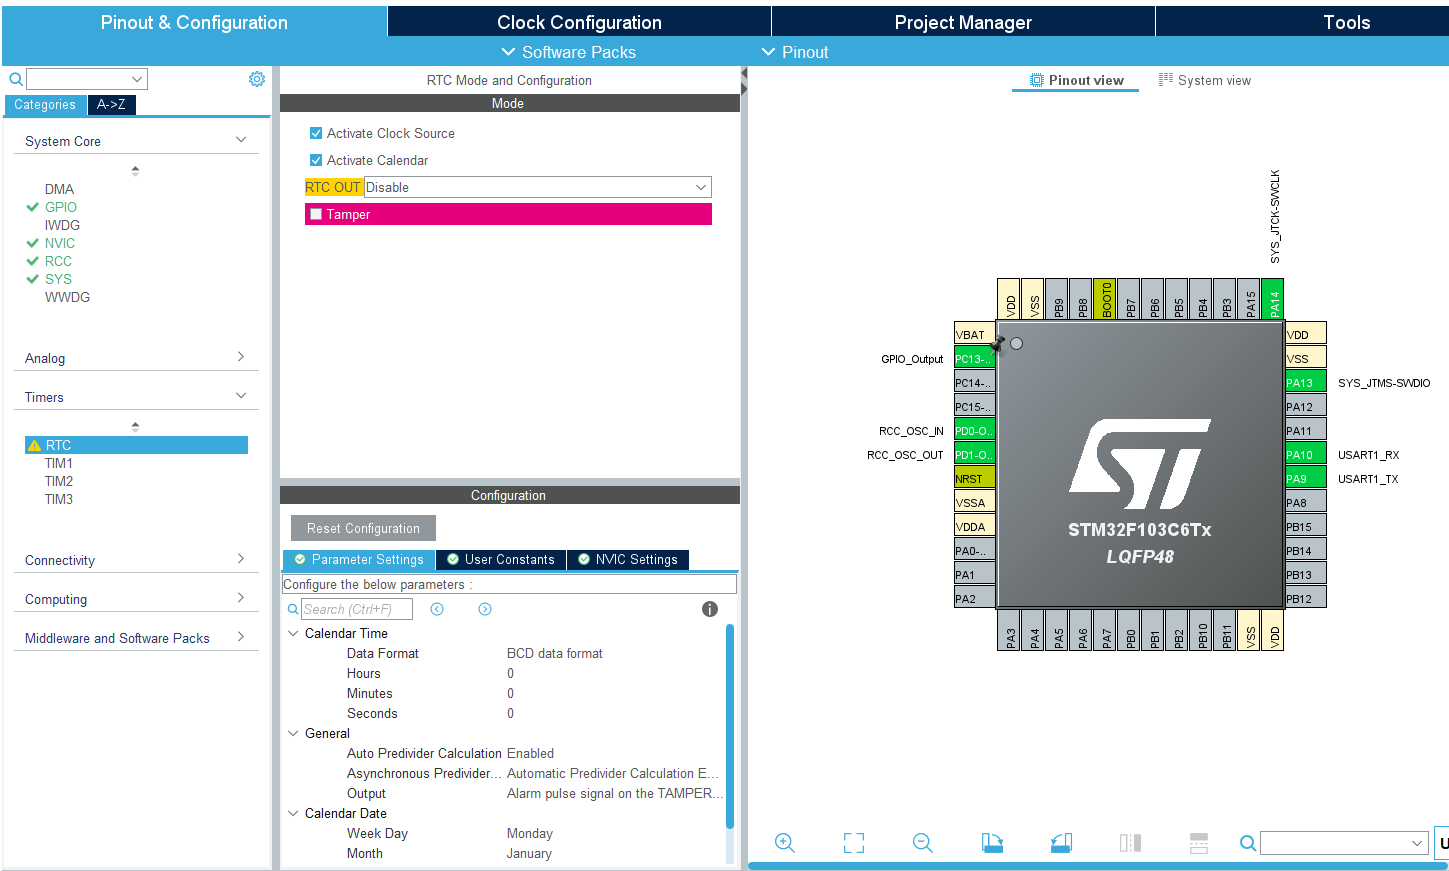 Pinout & Configuration
Clock Configuration
Project Manager
Tools
Software Packs
Pinout
Categories
A->Z
System Core
DMA
GPIO
IWDG
NVIC
RCC
SYS
WWDG
Analog
Timers
RTC
TIM1
TIM2
TIM3
Connectivity
Computing
Middleware and Software Packs
RTC Mode and Configuration
Mode
Activate Clock Source
Activate Calendar
RTC OUT Disable
Tamper
Configuration
Reset Configuration
Parameter Settings
User Constants
NVIC Settings
Configure the below parameters :
Search (Ctrl+F)
Calendar Time
Data Format BCD data format
Hours 0
Minutes 0
Seconds 0
General
Auto Predivider Calculation Enabled
Asynchronous Predivider... Automatic Predivider Calculation E...
Output Alarm pulse signal on the TAMPER...
Calendar Date
Week Day Monday
Month January
Pinout view
System view
SYS_JTCK-SWCLK
VDD
VSS
PB9
PB8
BOOT0
PB7
PB6
PB5
PB4
PB3
PA15
PA14
VBAT
GPIO_Output PC13-..
PC14-..
PC15-..
RCC_OSC_IN PD0-O..
RCC_OSC_OUT PD1-O..
NRST
VSSA
VDDA
PA0-..
PA1
PA2
STM32F103C6Tx
LQFP48
VDD
VSS
PA13 SYS_JTMS-SWDIO
PA12
PA11
PA10 USART1_RX
PA9 USART1_TX
PA8
PB15
PB14
PB13
PB12
PA3
PA4
PA5
PA6
PA7
PB0
PB1
PB2
PB10
PB11
VSS
VDD
U